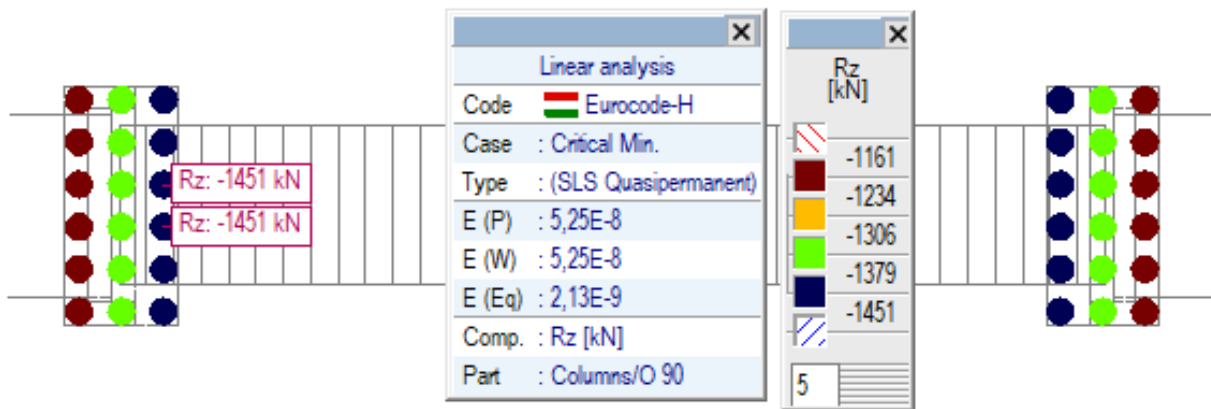 Rz: -1451 kN
Rz: -1451 kN
Linear analysis
Code Eurocode-H
Case : Critical Min.
Type : (SLS Quasipermanent)
E (P) : 5,25E-8
E (W) : 5,25E-8
E (Eq) : 2,13E-9
Comp. : Rz [kN]
Part : Columns/O 90
Rz
[kN]
-1161
-1234
-1306
-1379
-1451
5